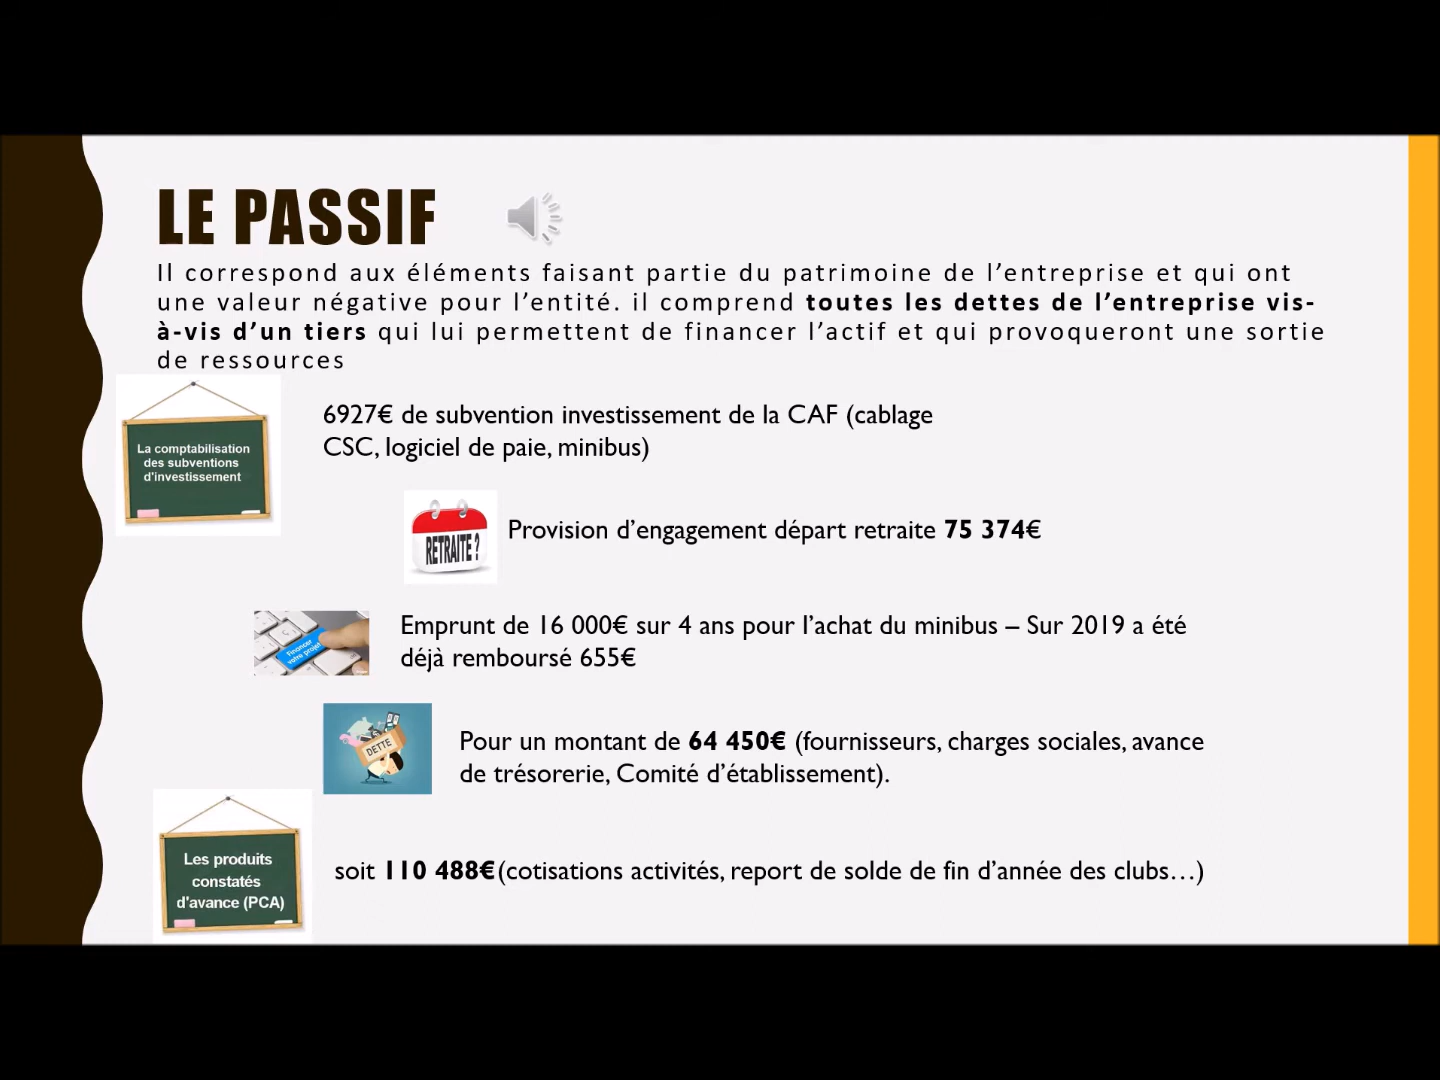 LE PASSIF
Il correspond aux éléments faisant partie du patrimoine de l’entreprise et qui ont
une valeur négative pour l’entité. il comprend toutes les dettes de l’entreprise vis-
à-vis d’un tiers qui lui permettent de financer l’actif et qui provoqueront une sortie
de ressources
La comptabilisation
des subventions
d'investissement
6927€ de subvention investissement de la CAF (cablage
CSC, logiciel de paie, minibus)
RETRAITE ?
Provision d’engagement départ retraite 75 374€
Financer
votre projet
Emprunt de 16 000€ sur 4 ans pour l’achat du minibus – Sur 2019 a été
déjà remboursé 655€
DETTE
Pour un montant de 64 450€ (fournisseurs, charges sociales, avance
de trésorerie, Comité d’établissement).
Les produits
constatés
d'avance (PCA)
soit 110 488€(cotisations activités, report de solde de fin d’année des clubs…)